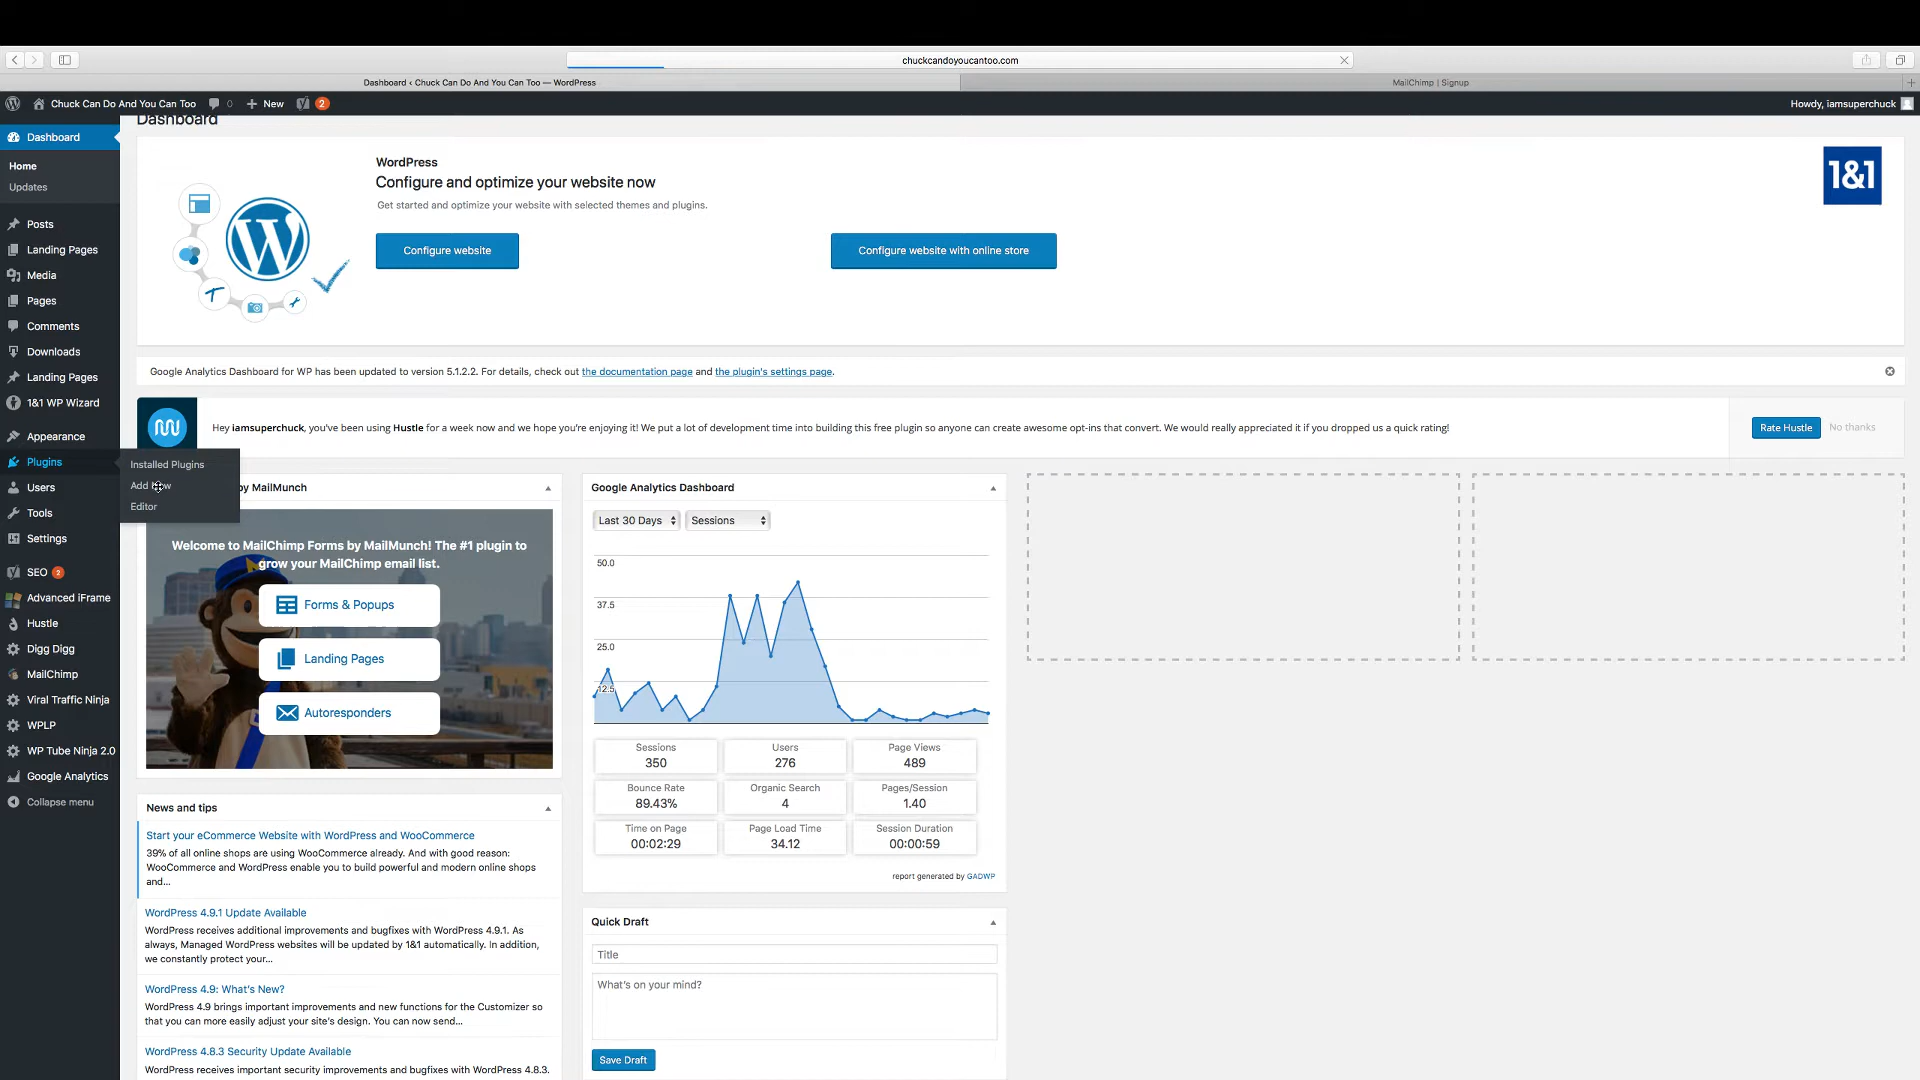 chuckcandoyoucantoo.com
Dashboard ‹ Chuck Can Do And You Can Too — WordPress
MailChimp | Signup
Chuck Can Do And You Can Too
0
New
2
Howdy, iamsuperchuck
Dashboard
Home
Updates
Posts
Landing Pages
Media
Pages
Comments
Downloads
Landing Pages
1&1 WP Wizard
Appearance
Plugins
Users
Tools
Settings
SEO 2
Advanced iFrame
Hustle
Digg Digg
MailChimp
Viral Traffic Ninja
WPLP
WP Tube Ninja 2.0
Google Analytics
Collapse menu
Installed Plugins
Add New
Editor
Dashboard
WordPress
Configure and optimize your website now
Get started and optimize your website with selected themes and plugins.
Configure website
Configure website with online store
1&1
Google Analytics Dashboard for WP has been updated to version 5.1.2.2. For details, check out the documentation page and the plugin's settings page.
Hey iamsuperchuck, you've been using Hustle for a week now and we hope you're enjoying it! We put a lot of development time into building this free plugin so anyone can create awesome opt-ins that convert. We would really appreciated it if you dropped us a quick rating!
Rate Hustle
No thanks
by MailMunch
Welcome to MailChimp Forms by MailMunch! The #1 plugin to
grow your MailChimp email list.
Forms & Popups
Landing Pages
Autoresponders
News and tips
Start your eCommerce Website with WordPress and WooCommerce
39% of all online shops are using WooCommerce already. And with good reason:
WooCommerce and WordPress enable you to build powerful and modern online shops
and...
WordPress 4.9.1 Update Available
WordPress receives additional improvements and bugfixes with WordPress 4.9.1. As
always, Managed WordPress websites will be updated by 1&1 automatically. In addition,
we constantly protect your...
WordPress 4.9: What's New?
WordPress 4.9 brings important improvements and new functions for the Customizer so
that you can more easily adjust your site's design. You can now send...
WordPress 4.8.3 Security Update Available
WordPress receives important security improvements and bugfixes with WordPress 4.8.3.
Google Analytics Dashboard
Last 30 Days
Sessions
50.0
37.5
25.0
12.5
Sessions
350
Users
276
Page Views
489
Bounce Rate
89.43%
Organic Search
4
Pages/Session
1.40
Time on Page
00:02:29
Page Load Time
34.12
Session Duration
00:00:59
report generated by GADWP
Quick Draft
Title
What's on your mind?
Save Draft